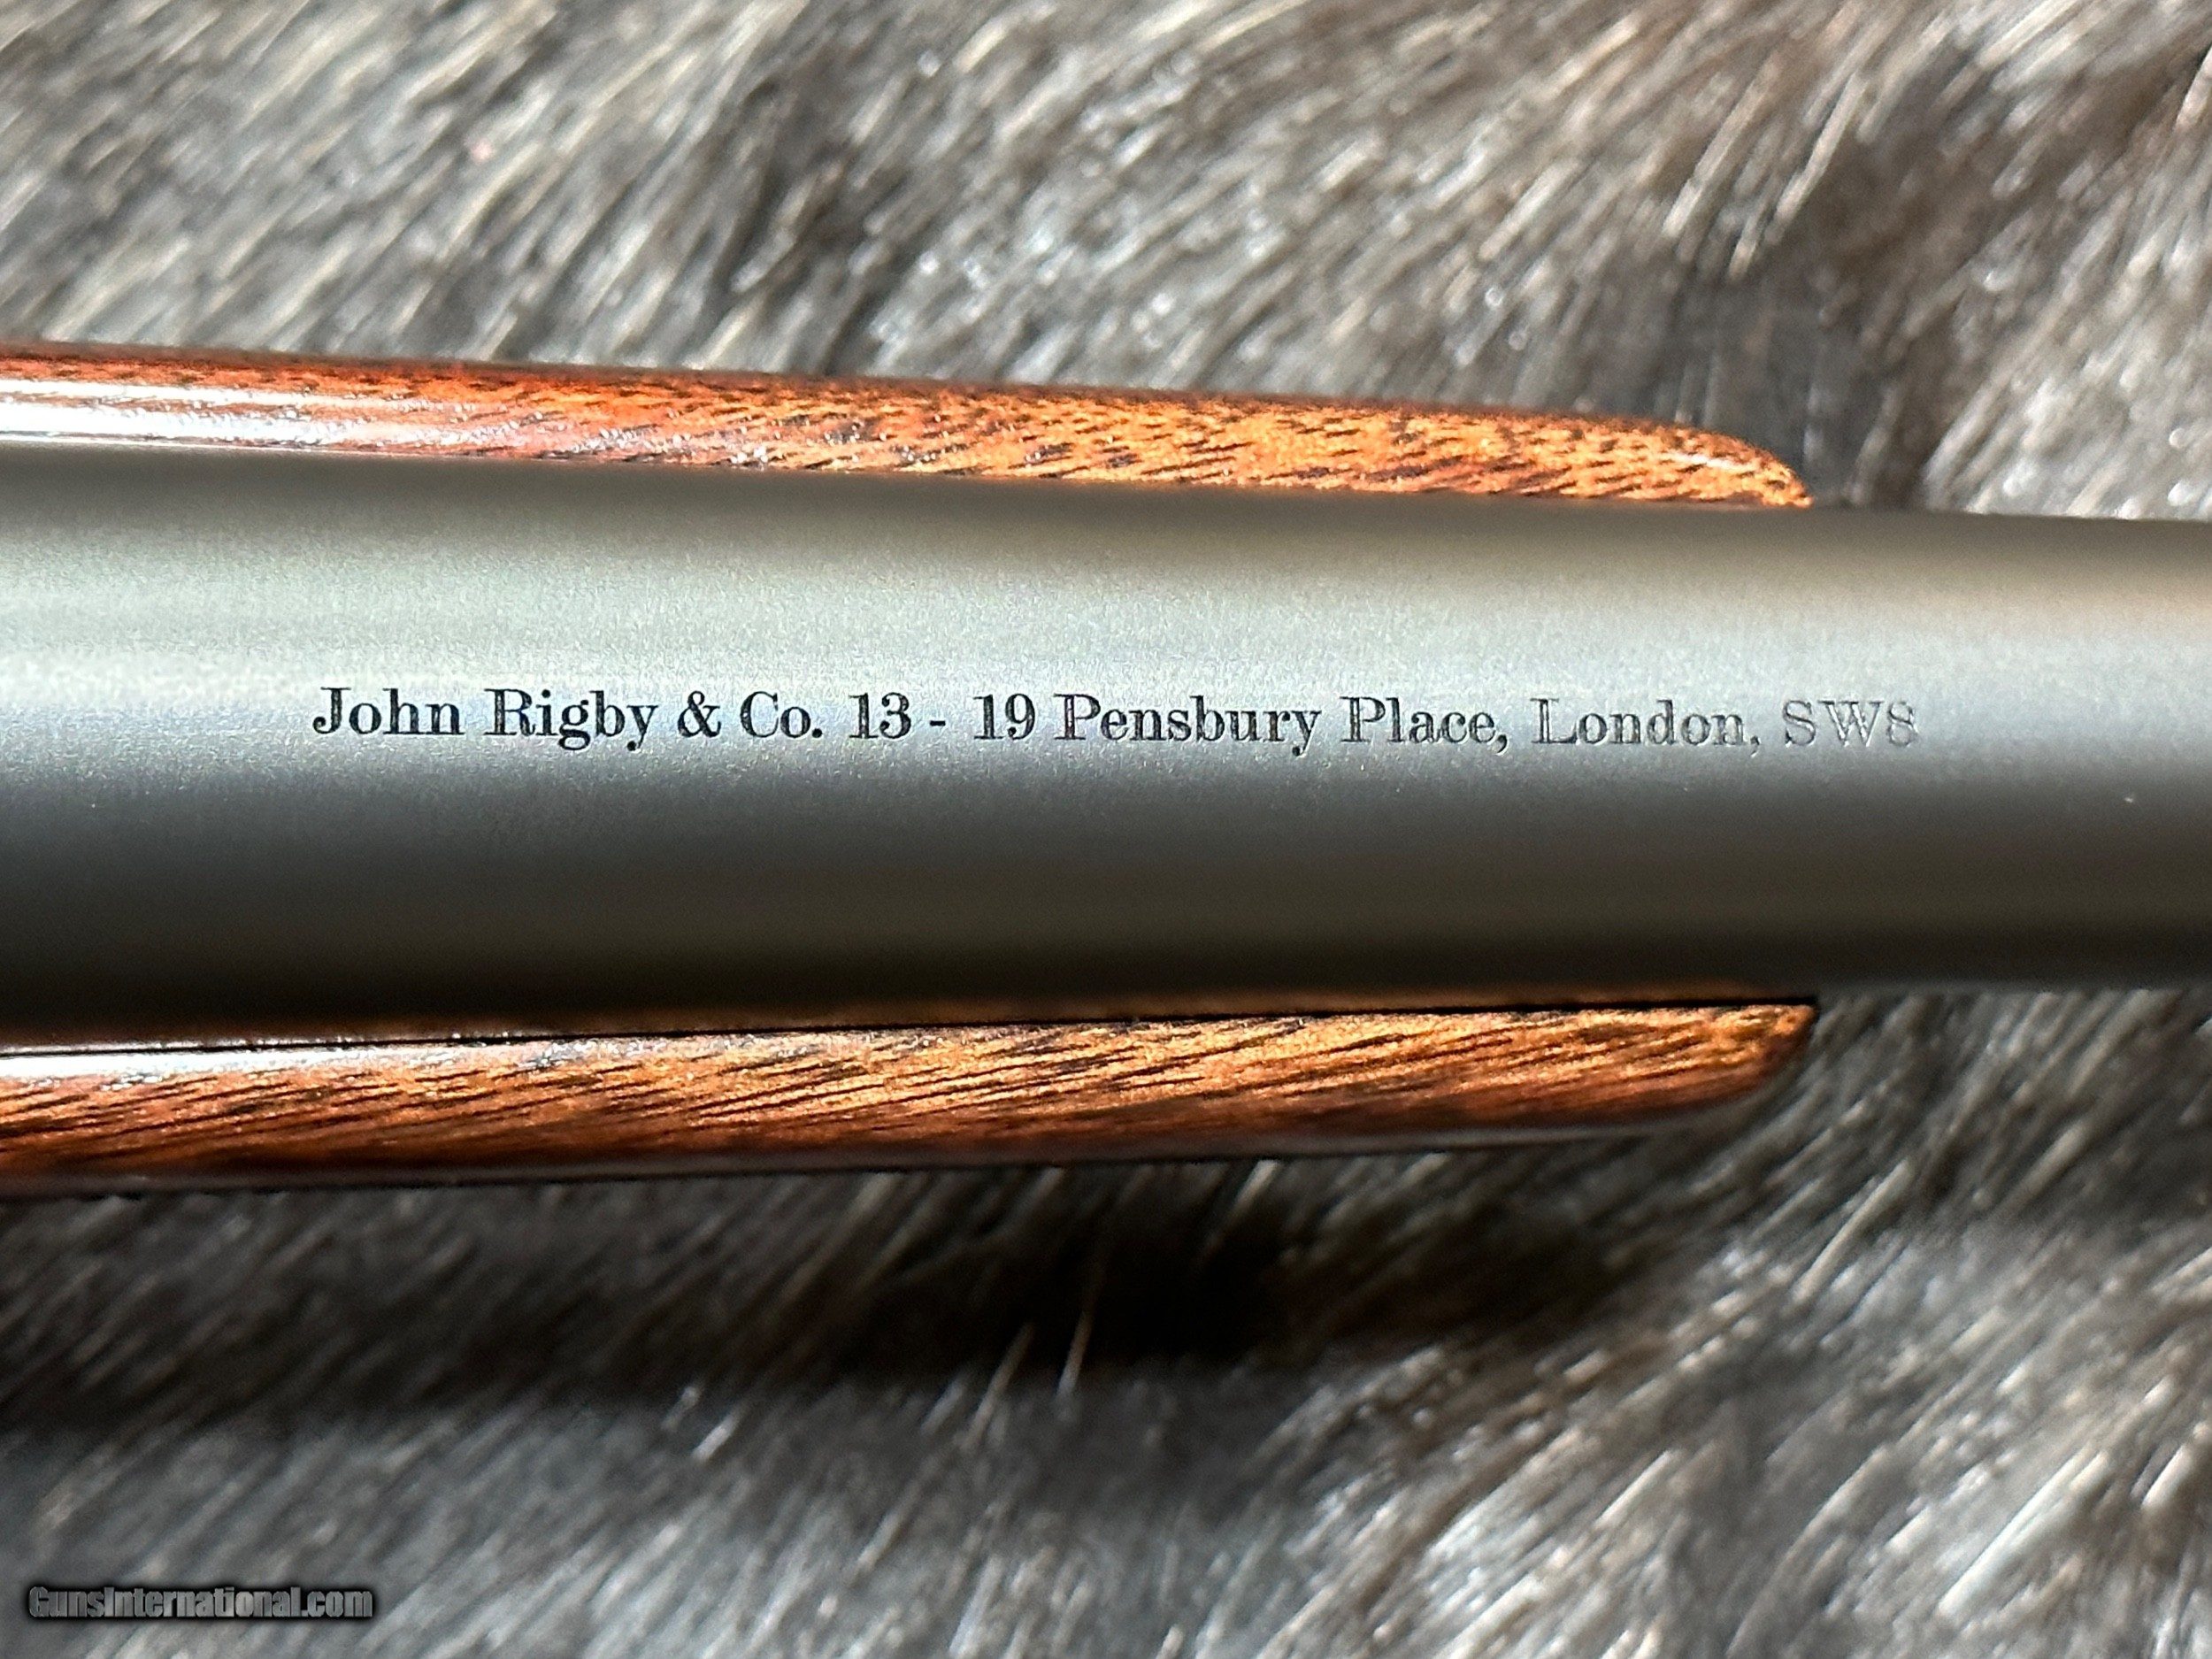 John Rigby & Co. 13 - 19 Pensbury Place, London, SW8
GunsInternational.com